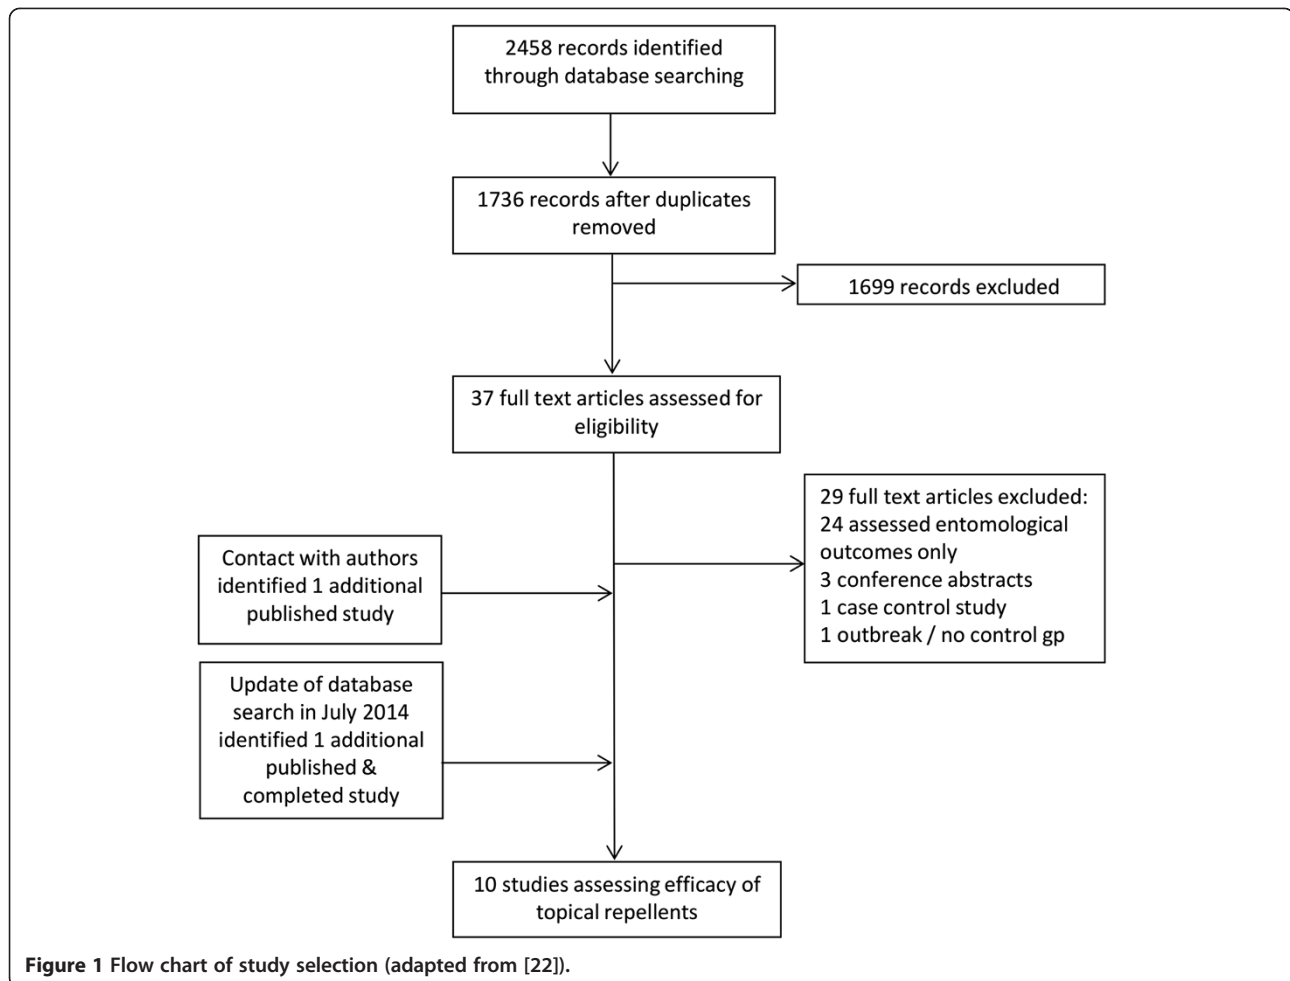 2458 records identified
through database searching
1736 records after duplicates
removed
1699 records excluded
37 full text articles assessed for
eligibility
29 full text articles excluded:
24 assessed entomological
outcomes only
3 conference abstracts
1 case control study
1 outbreak / no control gp
Contact with authors
identified 1 additional
published study
Update of database
search in July 2014
identified 1 additional
published &
completed study
10 studies assessing efficacy of
topical repellents
Figure 1 Flow chart of study selection (adapted from [22]).